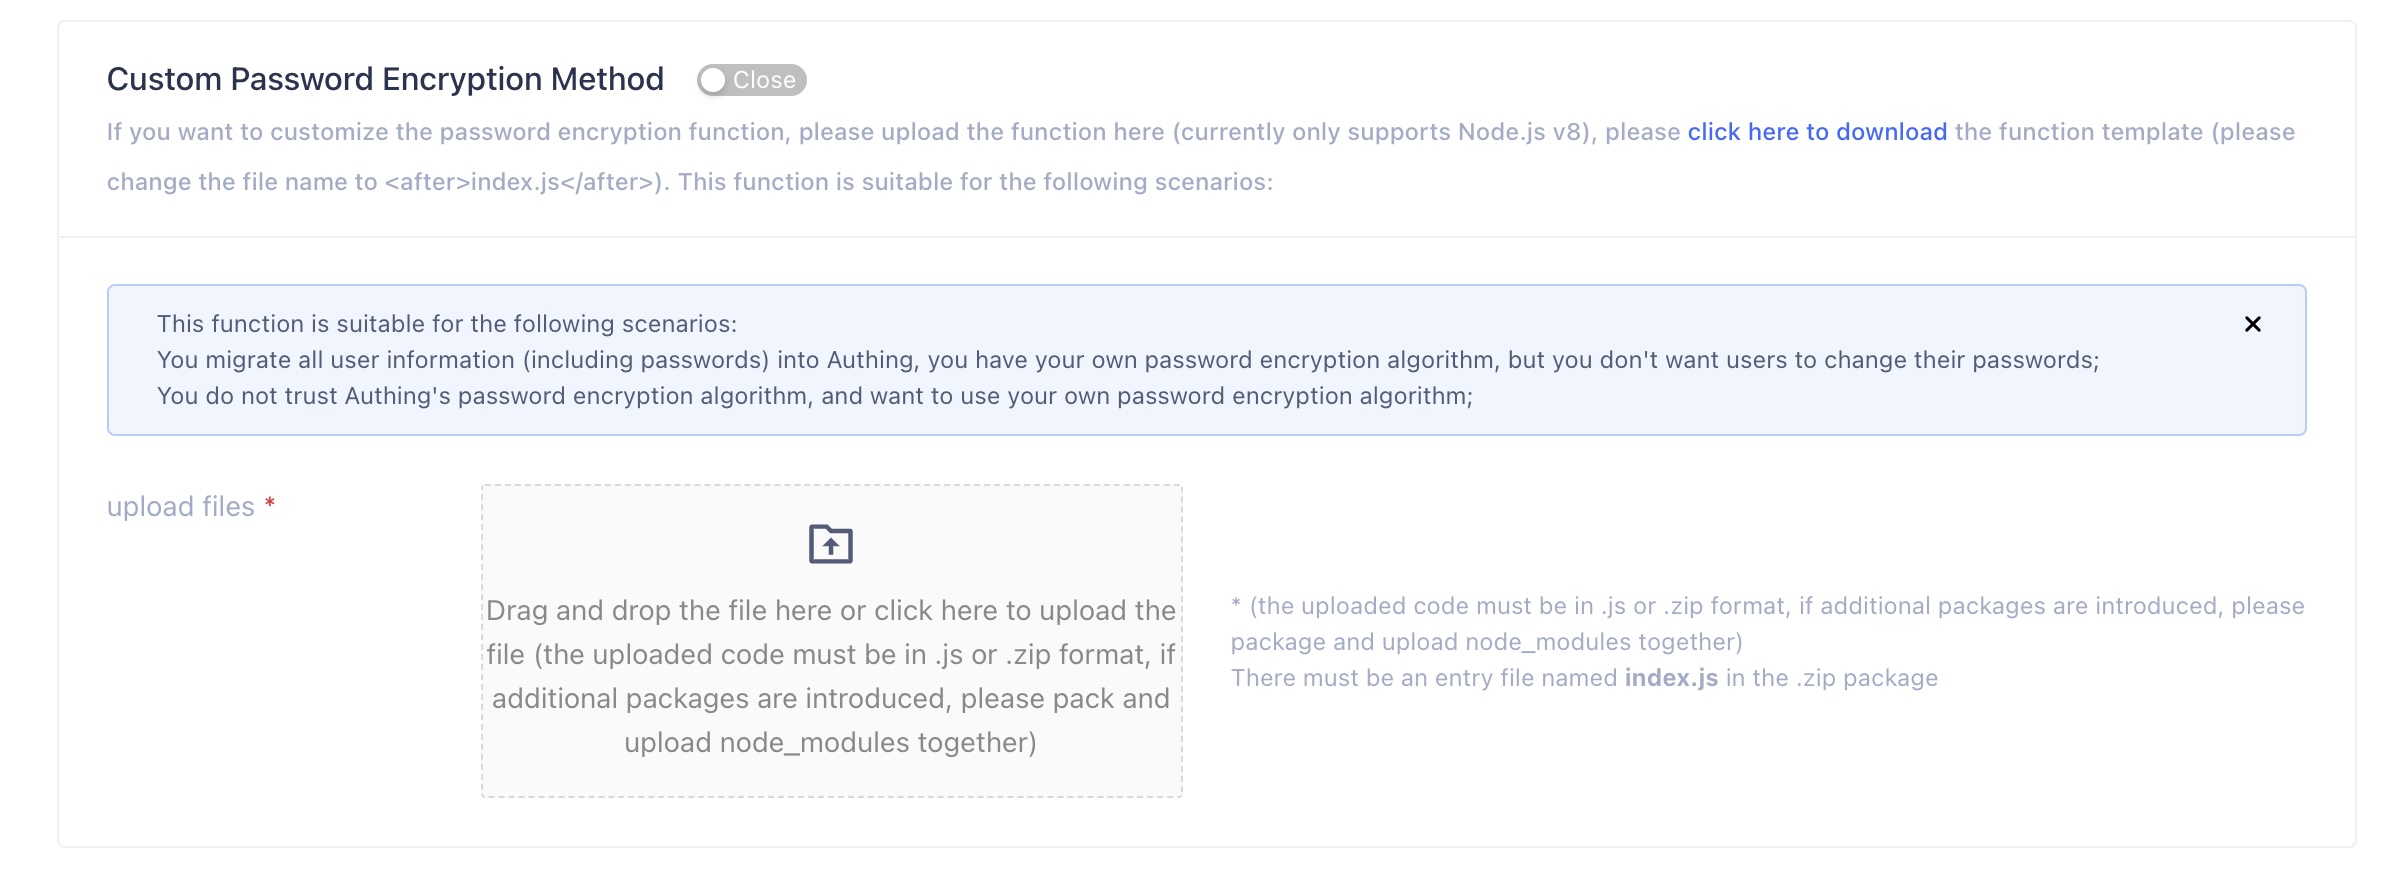 Custom Password Encryption Method Close
If you want to customize the password encryption function, please upload the function here (currently only supports Node.js v8), please click here to download the function template (please
change the file name to <after>index.js</after>). This function is suitable for the following scenarios:
This function is suitable for the following scenarios:
You migrate all user information (including passwords) into Authing, you have your own password encryption algorithm, but you don't want users to change their passwords;
You do not trust Authing's password encryption algorithm, and want to use your own password encryption algorithm;
upload files *
Drag and drop the file here or click here to upload the
file (the uploaded code must be in .js or .zip format, if
additional packages are introduced, please pack and
upload node_modules together)
* (the uploaded code must be in .js or .zip format, if additional packages are introduced, please
package and upload node_modules together)
There must be an entry file named index.js in the .zip package